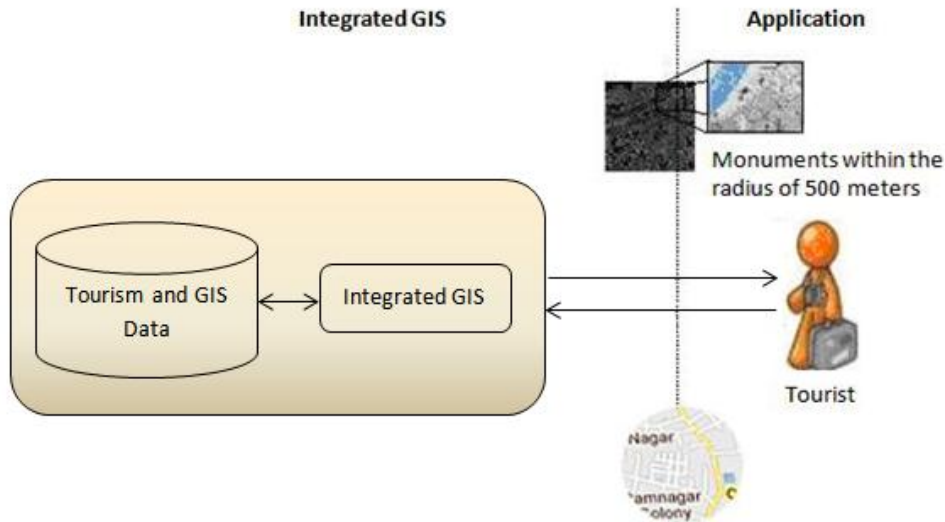 Integrated GIS
Application
Monuments within the
radius of 500 meters
Tourism and GIS
Data
Integrated GIS
Tourist
Nagar
amnagar
Colony